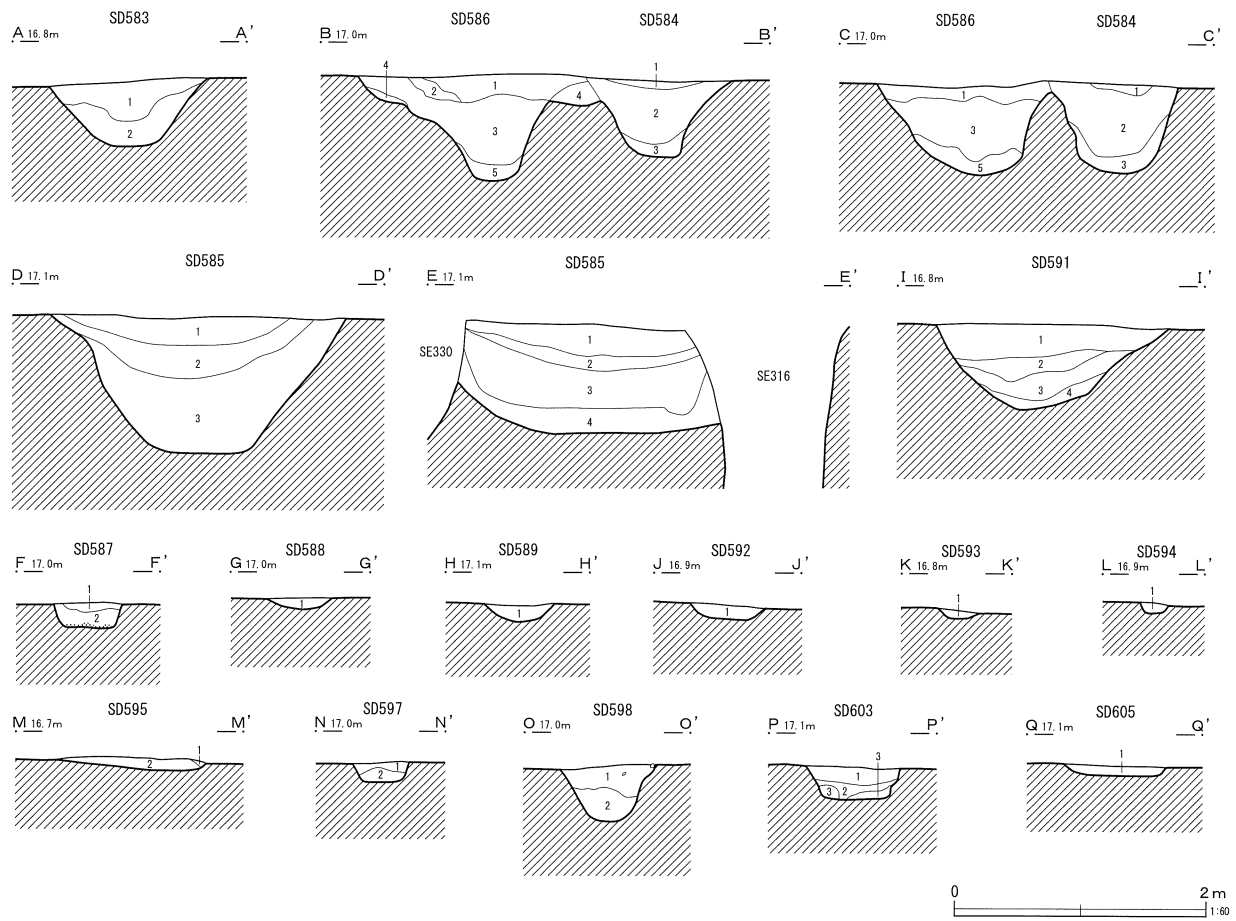 SD583
A 16.8m A'
1
2
SD586 SD584
B 17.0m B'
4 2 1 4 1
3 2
5 3
SD586 SD584
C 17.0m C'
1 1
3 2
5 3
SD585
D 17.1m D'
1
2
3
SD585
E 17.1m E'
SE330 SE316
1
2
3
4
SD591
I 16.8m I'
1
2
3 4
SD587
F 17.0m F'
1
2
SD588
G 17.0m G'
1
SD589
H 17.1m H'
1
SD592
J 16.9m J'
1
SD593
K 16.8m K'
1
SD594
L 16.9m L'
1
SD595
M 16.7m M'
1
2
SD597
N 17.0m N'
1
2
SD598
O 17.0m O'
1
2
SD603
P 17.1m P'
3
1
3 2
SD605
Q 17.1m Q'
1
0 2m
1:60